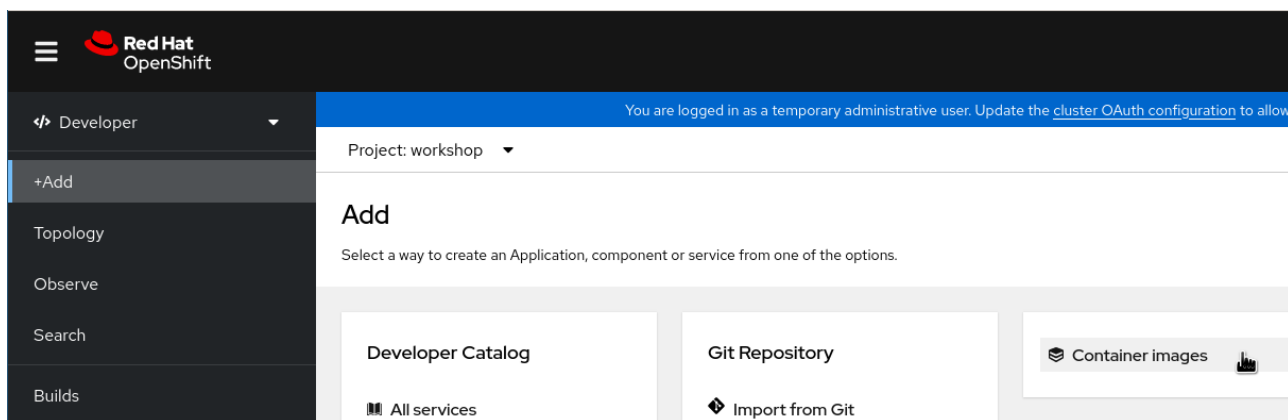 Red Hat
OpenShift
Developer
You are logged in as a temporary administrative user. Update the cluster OAuth configuration to allow
Project: workshop
+Add
Topology
Observe
Search
Builds
Add
Select a way to create an Application, component or service from one of the options.
Developer Catalog
All services
Git Repository
Import from Git
Container images